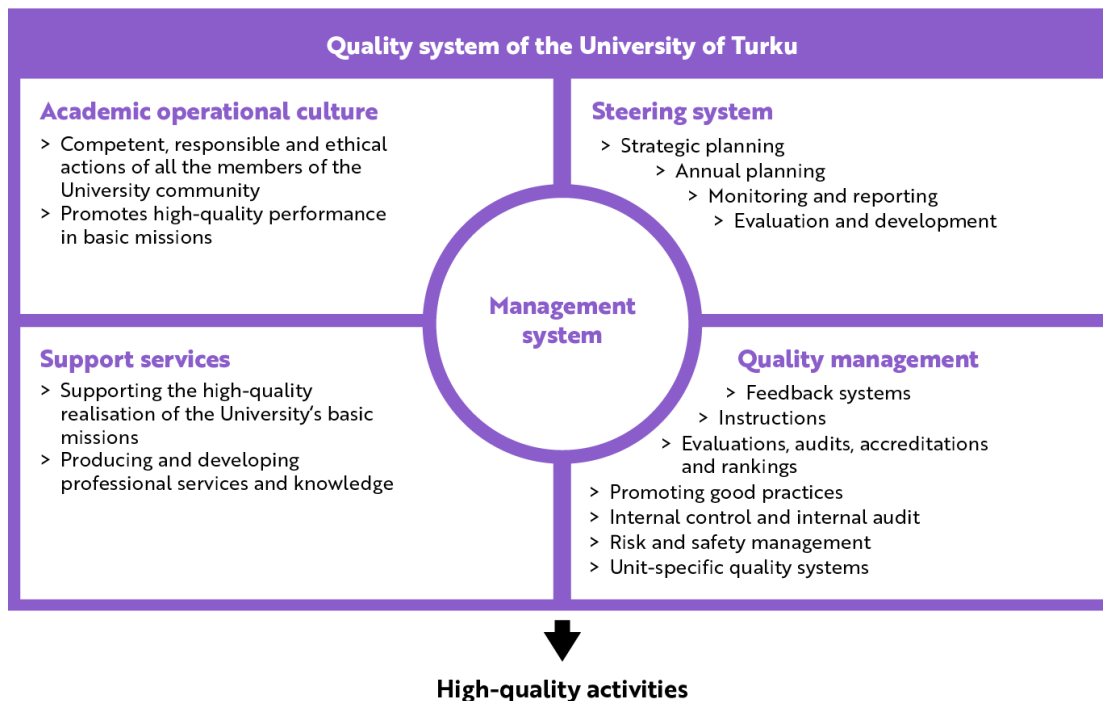 Quality system of the University of Turku
Academic operational culture
> Competent, responsible and ethical
actions of all the members of the
University community
> Promotes high-quality performance
in basic missions
Steering system
> Strategic planning
> Annual planning
> Monitoring and reporting
> Evaluation and development
Management
system
Support services
> Supporting the high-quality
realisation of the University's basic
missions
> Producing and developing
professional services and knowledge
Quality management
> Feedback systems
> Instructions
> Evaluations, audits, accreditations
and rankings
> Promoting good practices
> Internal control and internal audit
> Risk and safety management
> Unit-specific quality systems
High-quality activities